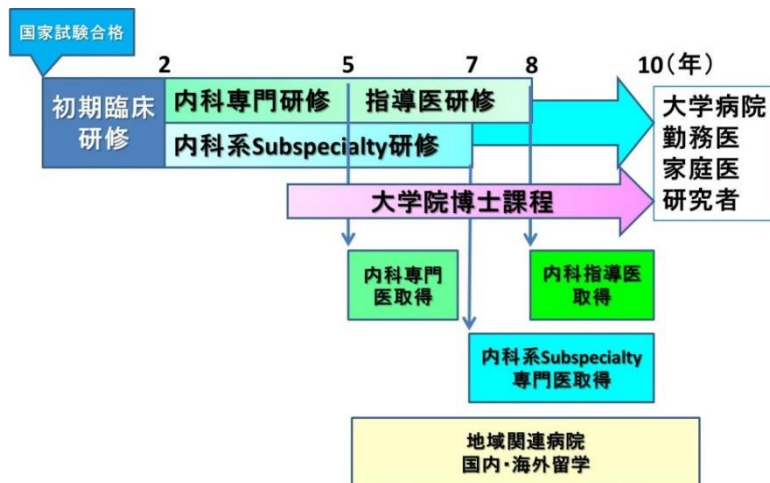 国家試験合格
2 5 7 8 10(年)
初期臨床
研修
内科専門研修 指導医研修
内科系Subspecialty研修
大学病院
勤務医
家庭医
研究者
大学院博士課程
内科専門
医取得
内科指導医
取得
内科系Subspecialty
専門医取得
地域関連病院
国内・海外留学